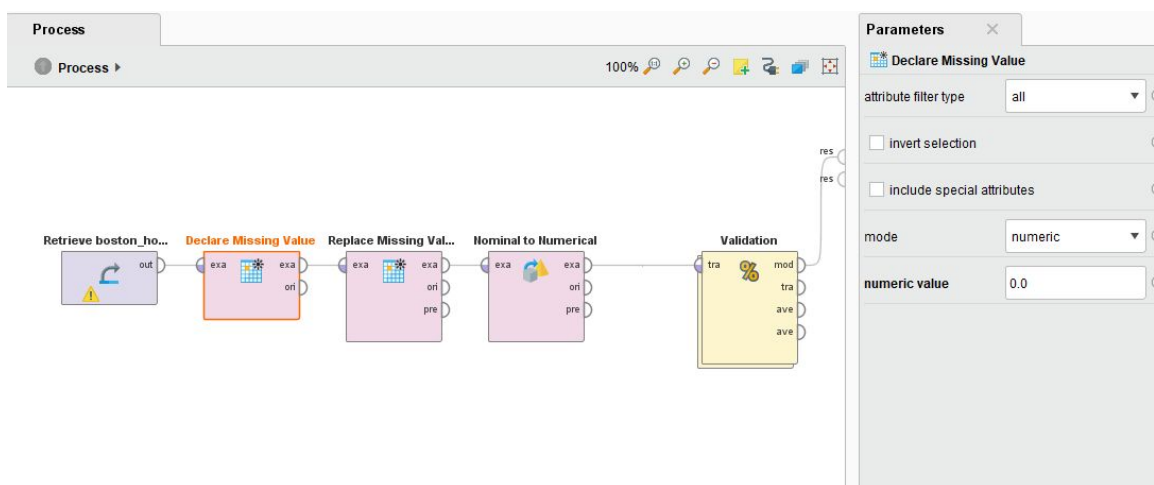 Process
Parameters
Process
100%
Declare Missing Value
attribute filter type
all
invert selection
include special attributes
mode
numeric
numeric value
0.0
res
res
Retrieve boston_ho...
Declare Missing Value
Replace Missing Val...
Nominal to Numerical
Validation
out
exa
exa
ori
exa
exa
ori
pre
exa
exa
ori
pre
tra
%
mod
tra
ave
ave